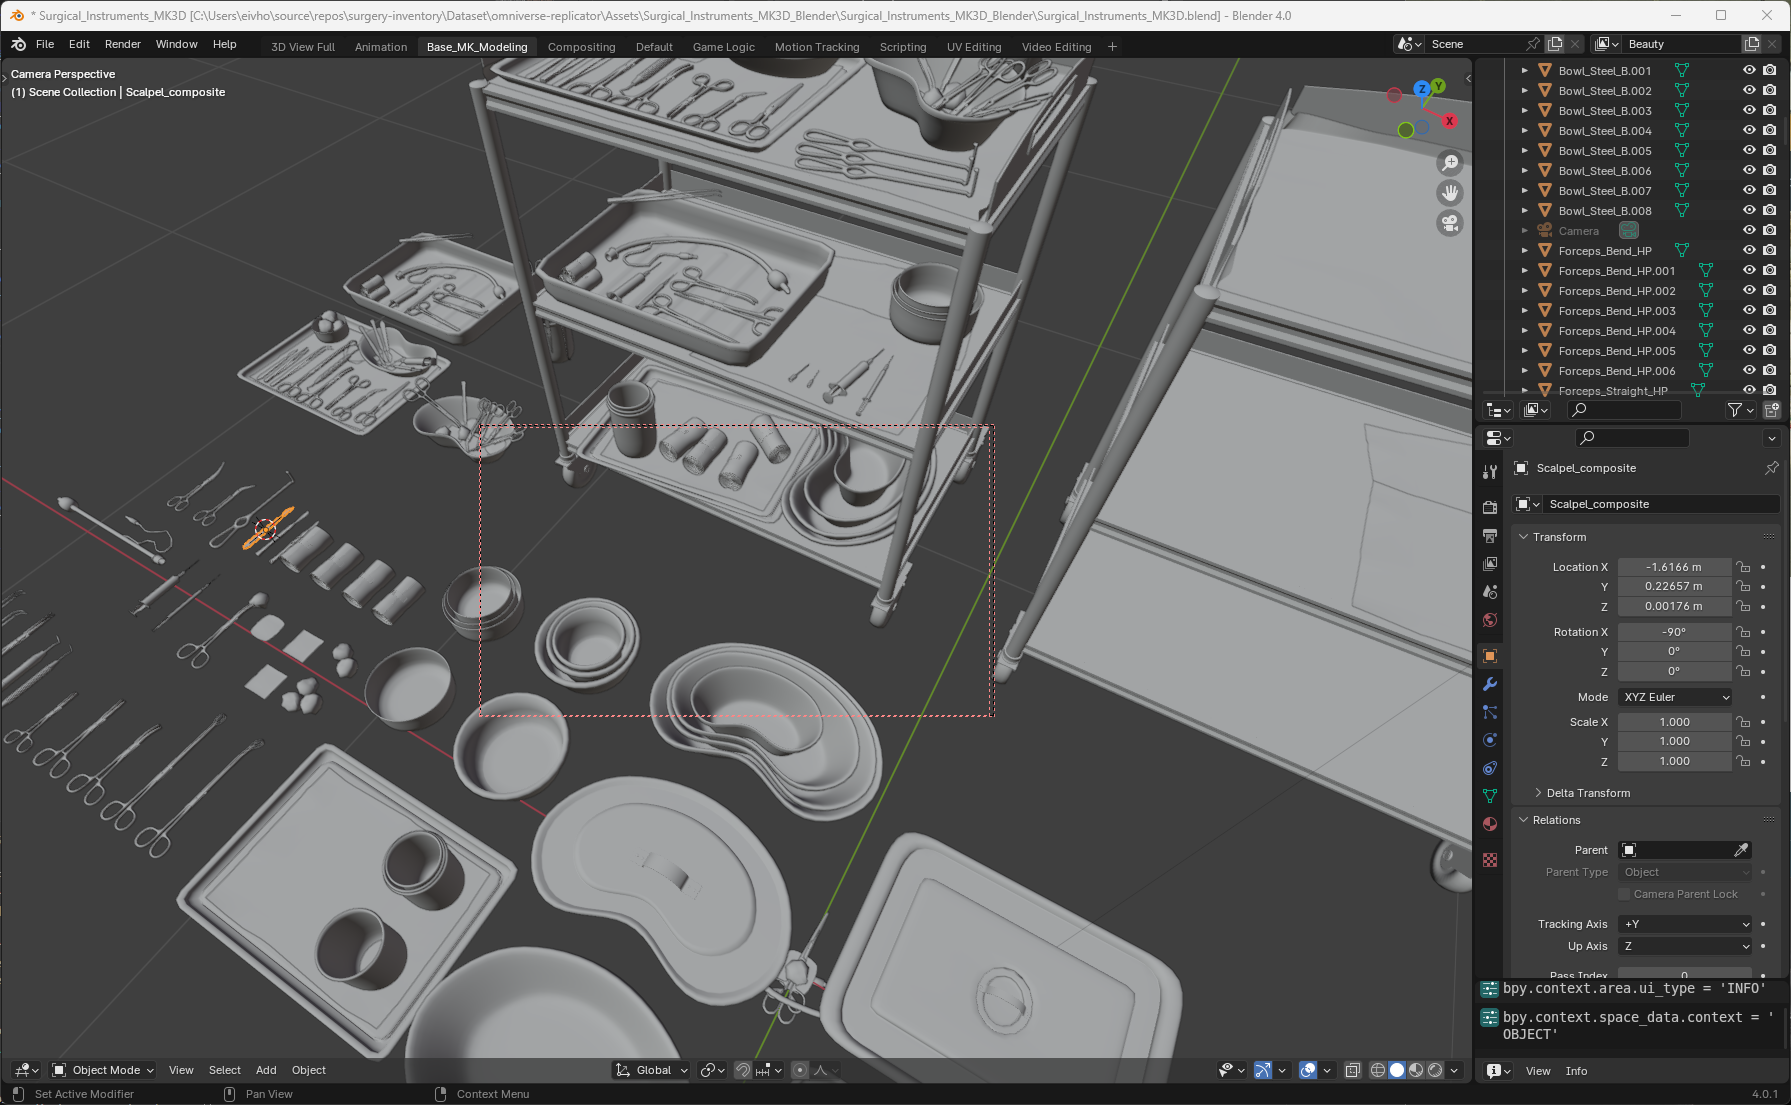 * Surgical_Instruments_MK3D [C:\Users\eivho\source\repos\surgery-inventory\Dataset\omniverse-replicator\Assets\Surgical_Instruments_MK3D_Blender\Surgical_Instruments_MK3D_Blender\Surgical_Instruments_MK3D.blend] - Blender 4.0
File Edit Render Window Help 3D View Full Animation Base_MK_Modeling Compositing Default Game Logic Motion Tracking Scripting UV Editing Video Editing + Scene Beauty
Camera Perspective
(1) Scene Collection | Scalpel_composite
Z Y X
Bowl_Steel_B.001
Bowl_Steel_B.002
Bowl_Steel_B.003
Bowl_Steel_B.004
Bowl_Steel_B.005
Bowl_Steel_B.006
Bowl_Steel_B.007
Bowl_Steel_B.008
Camera
Forceps_Bend_HP
Forceps_Bend_HP.001
Forceps_Bend_HP.002
Forceps_Bend_HP.003
Forceps_Bend_HP.004
Forceps_Bend_HP.005
Forceps_Bend_HP.006
Forceps_Straight_HP
Scalpel_composite
Scalpel_composite
Transform
Location X -1.6166 m
Y 0.22657 m
Z 0.00176 m
Rotation X -90°
Y 0°
Z 0°
Mode XYZ Euler
Scale X 1.000
Y 1.000
Z 1.000
Delta Transform
Relations
Parent
Parent Type Object
Camera Parent Lock
Tracking Axis +Y
Up Axis Z
Pass Index 0
bpy.context.area.ui_type = 'INFO'
bpy.context.space_data.context = '
OBJECT'
Object Mode View Select Add Object Global
View Info
Set Active Modifier Pan View Context Menu 4.0.1